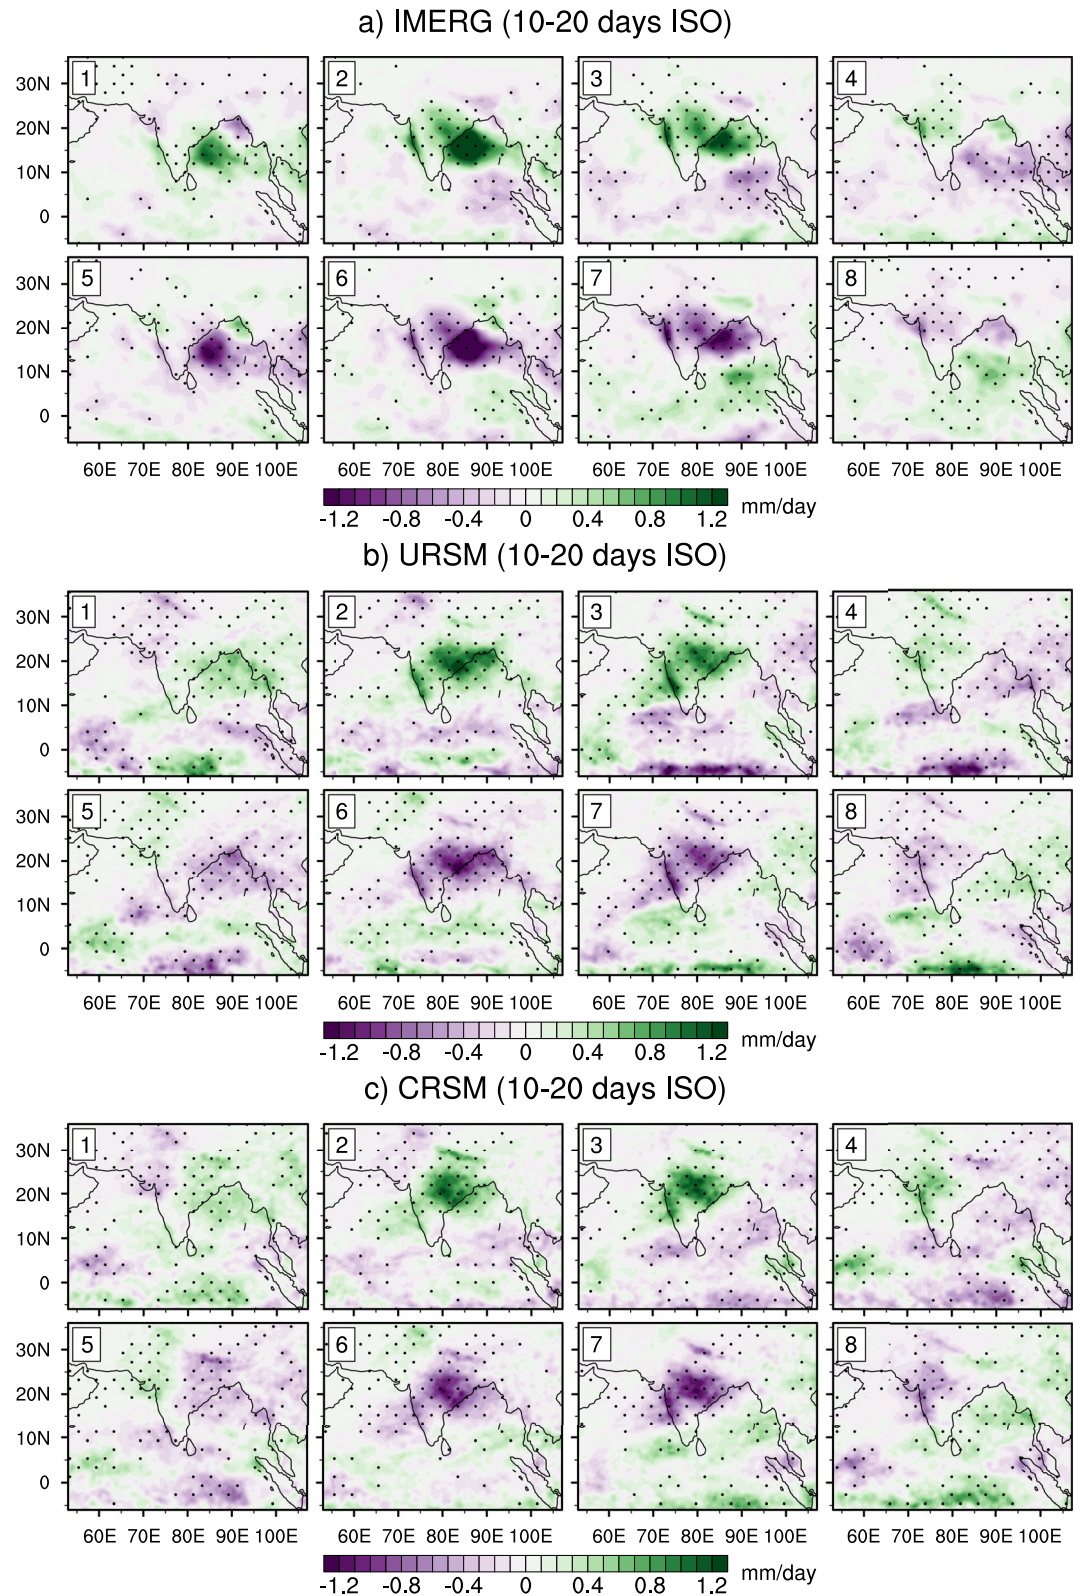 a) IMERG (10-20 days ISO)
1 2 3 4
30N
20N
10N
0
5 6 7 8
30N
20N
10N
0
60E 70E 80E 90E 100E 60E 70E 80E 90E 100E 60E 70E 80E 90E 100E 60E 70E 80E 90E 100E
-1.2 -0.8 -0.4 0 0.4 0.8 1.2 mm/day
b) URSM (10-20 days ISO)
1 2 3 4
30N
20N
10N
0
5 6 7 8
30N
20N
10N
0
60E 70E 80E 90E 100E 60E 70E 80E 90E 100E 60E 70E 80E 90E 100E 60E 70E 80E 90E 100E
-1.2 -0.8 -0.4 0 0.4 0.8 1.2 mm/day
c) CRSM (10-20 days ISO)
1 2 3 4
30N
20N
10N
0
5 6 7 8
30N
20N
10N
0
60E 70E 80E 90E 100E 60E 70E 80E 90E 100E 60E 70E 80E 90E 100E 60E 70E 80E 90E 100E
-1.2 -0.8 -0.4 0 0.4 0.8 1.2 mm/day